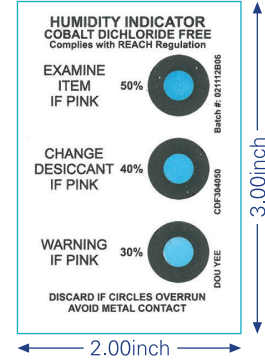 HUMIDITY INDICATOR
COBALT DICHLORIDE FREE
Complies with REACH Regulation
EXAMINE
ITEM
IF PINK
50%
Batch #: 021112B06
CHANGE
DESICCANT
IF PINK
40%
CDF304050
WARNING
IF PINK
30%
DOU YEE
DISCARD IF CIRCLES OVERRUN
AVOID METAL CONTACT
3.00inch
2.00inch